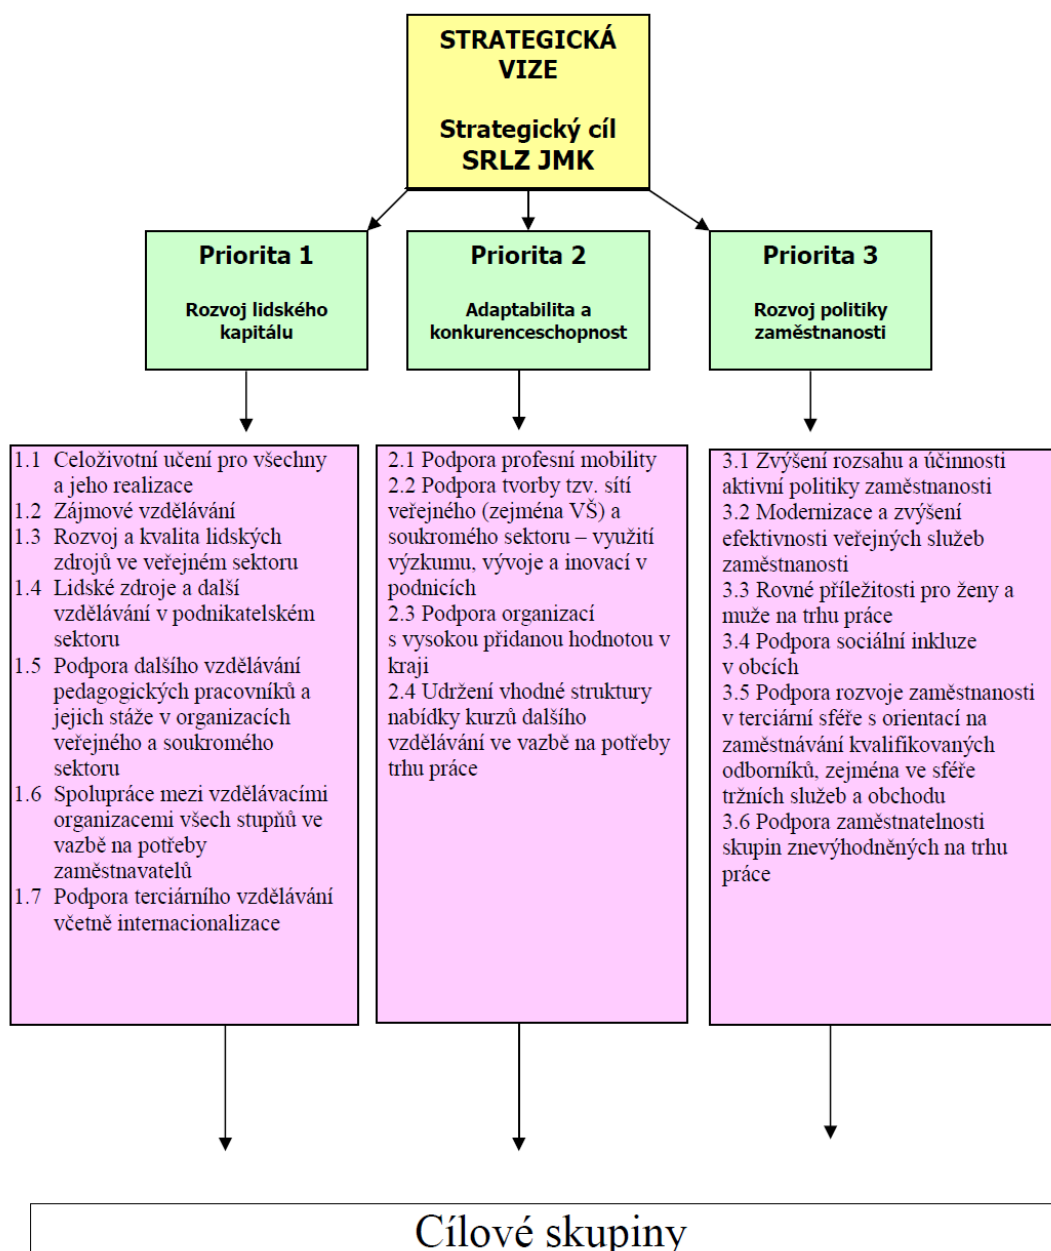 STRATEGICKÁ
VIZE
Strategický cíl
SRLZ JMK
Priorita 1
Rozvoj lidského
kapitálu
Priorita 2
Adaptabilita a
konkurenceschopnost
Priorita 3
Rozvoj politiky
zaměstnanosti
1.1 Celoživotní učení pro všechny
a jeho realizace
1.2 Zájmové vzdělávání
1.3 Rozvoj a kvalita lidských
zdrojů ve veřejném sektoru
1.4 Lidské zdroje a další
vzdělávání v podnikatelském
sektoru
1.5 Podpora dalšího vzdělávání
pedagogických pracovníků a
jejich stáže v organizacích
veřejného a soukromého
sektoru
1.6 Spolupráce mezi vzdělávacími
organizacemi všech stupňů ve
vazbě na potřeby
zaměstnavatelů
1.7 Podpora terciárního vzdělávání
včetně internacionalizace
2.1 Podpora profesní mobility
2.2 Podpora tvorby tzv. sítí
veřejného (zejména VŠ) a
soukromého sektoru – využití
výzkumu, vývoje a inovací v
podnicích
2.3 Podpora organizací
s vysokou přidanou hodnotou v
kraji
2.4 Udržení vhodné struktury
nabídky kurzů dalšího
vzdělávání ve vazbě na potřeby
trhu práce
3.1 Zvýšení rozsahu a účinnosti
aktivní politiky zaměstnanosti
3.2 Modernizace a zvýšení
efektivnosti veřejných služeb
zaměstnanosti
3.3 Rovné příležitosti pro ženy a
muže na trhu práce
3.4 Podpora sociální inkluze
v obcích
3.5 Podpora rozvoje zaměstnanosti
v terciární sféře s orientací na
zaměstnávání kvalifikovaných
odborníků, zejména ve sféře
tržních služeb a obchodu
3.6 Podpora zaměstnatelnosti
skupin znevýhodněných na trhu
práce
Cílové skupiny